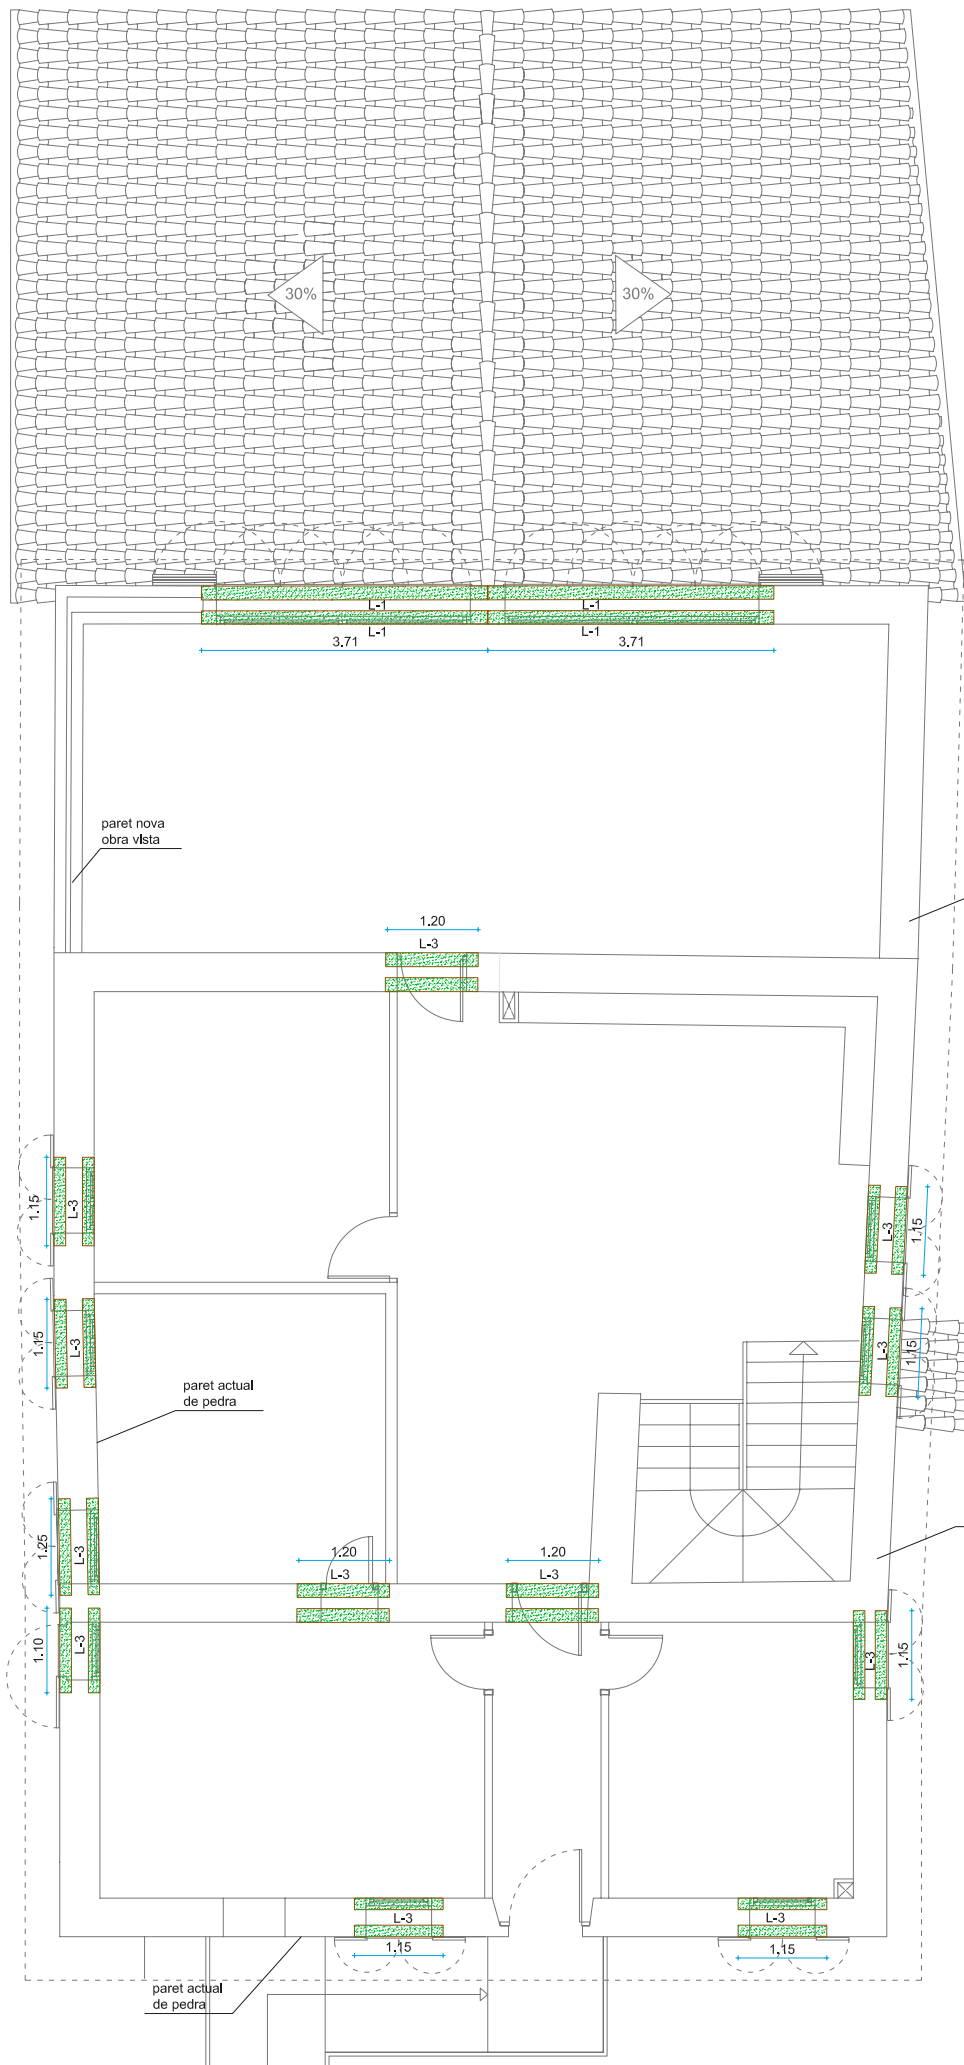 30%
30%
L-1
L-1
L-1
L-1
3.71
3.71
paret nova
obra vista
1.20
L-3
1.15
L-3
L-3
1.15
1.15
L-3
L-3
1.15
paret actual
de pedra
1.25
L-3
1.20
L-3
1.20
L-3
1.10
L-3
L-3
1.15
L-3
1.15
L-3
1.15
paret actual
de pedra